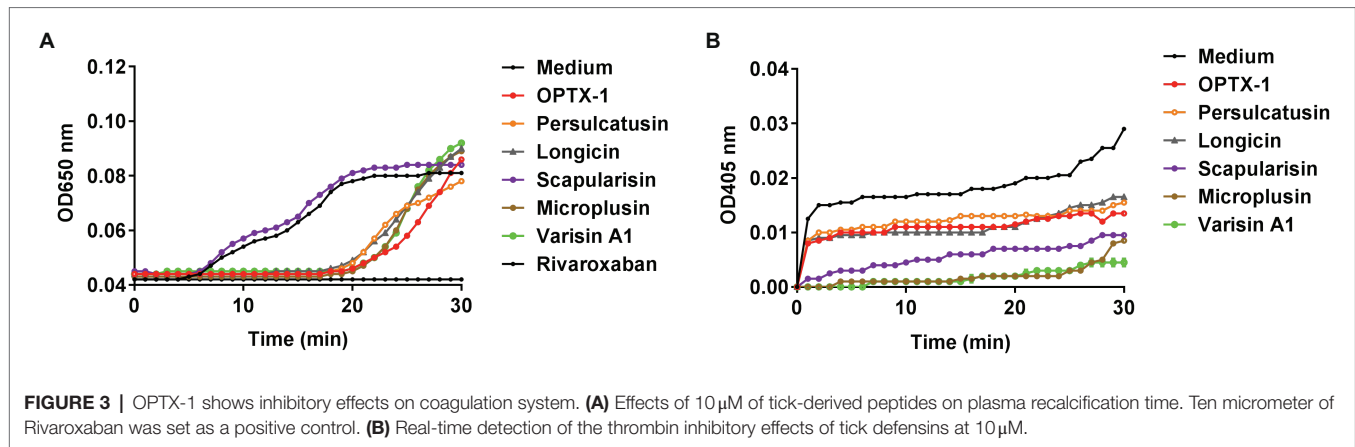 A
OD650 nm
0.12
0.10
0.08
0.06
0.04
0
10
20
30
Time (min)
Medium
OPTX-1
Persulcatusin
Longicin
Scapularisin
Microplusin
Varisin A1
Rivaroxaban
B
OD405 nm
0.04
0.03
0.02
0.01
0.00
0
10
20
30
Time (min)
Medium
OPTX-1
Persulcatusin
Longicin
Scapularisin
Microplusin
Varisin A1
FIGURE 3 | OPTX-1 shows inhibitory effects on coagulation system. (A) Effects of 10 μM of tick-derived peptides on plasma recalcification time. Ten micrometer of
Rivaroxaban was set as a positive control. (B) Real-time detection of the thrombin inhibitory effects of tick defensins at 10 μM.